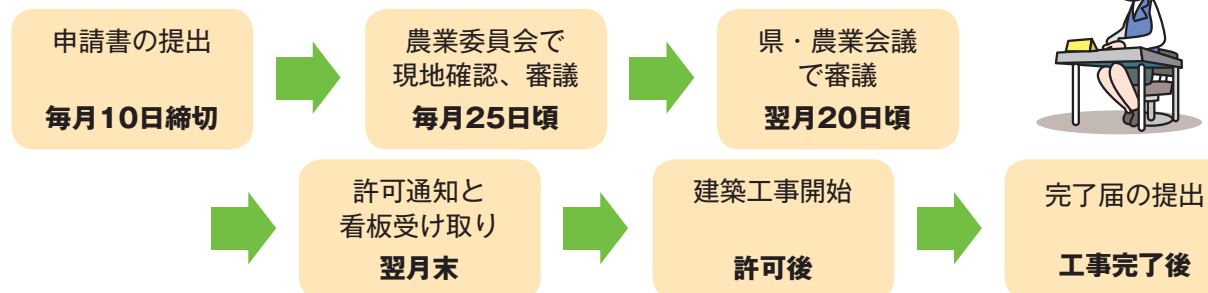 申請書の提出
毎月10日締切
農業委員会で
現地確認、審議
毎月25日頃
県・農業会議
で審議
翌月20日頃
許可通知と
看板受け取り
翌月末
建築工事開始
許可後
完了届の提出
工事完了後